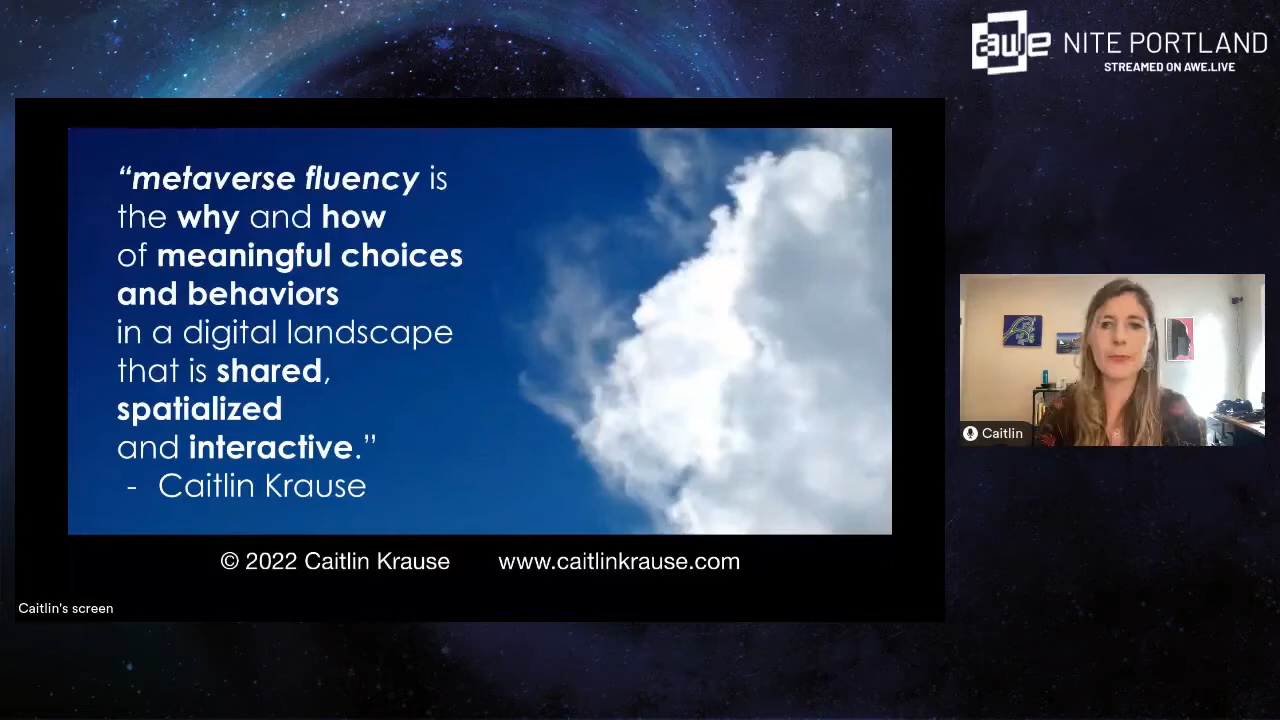 awe NITE PORTLAND
STREAMED ON AWE.LIVE
“metaverse fluency is
the why and how
of meaningful choices
and behaviors
in a digital landscape
that is shared,
spatialized
and interactive.”
- Caitlin Krause
© 2022 Caitlin Krause www.caitlinkrause.com
Caitlin's screen
Caitlin